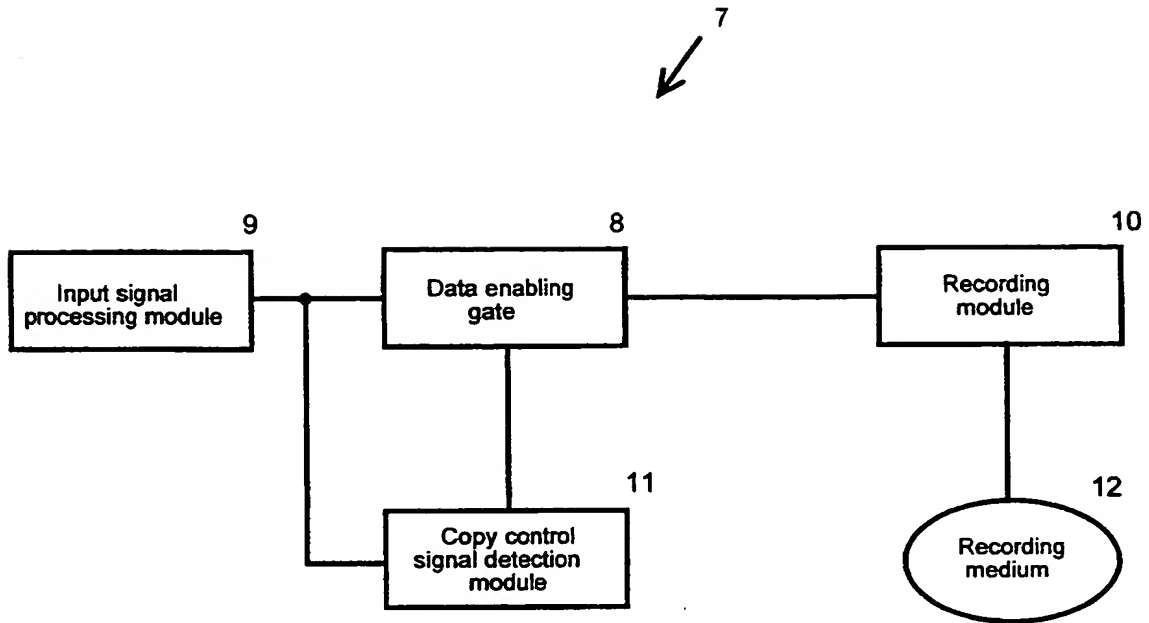 7
9
Input signal
processing module
8
Data enabling
gate
10
Recording
module
11
Copy control
signal detection
module
12
Recording
medium